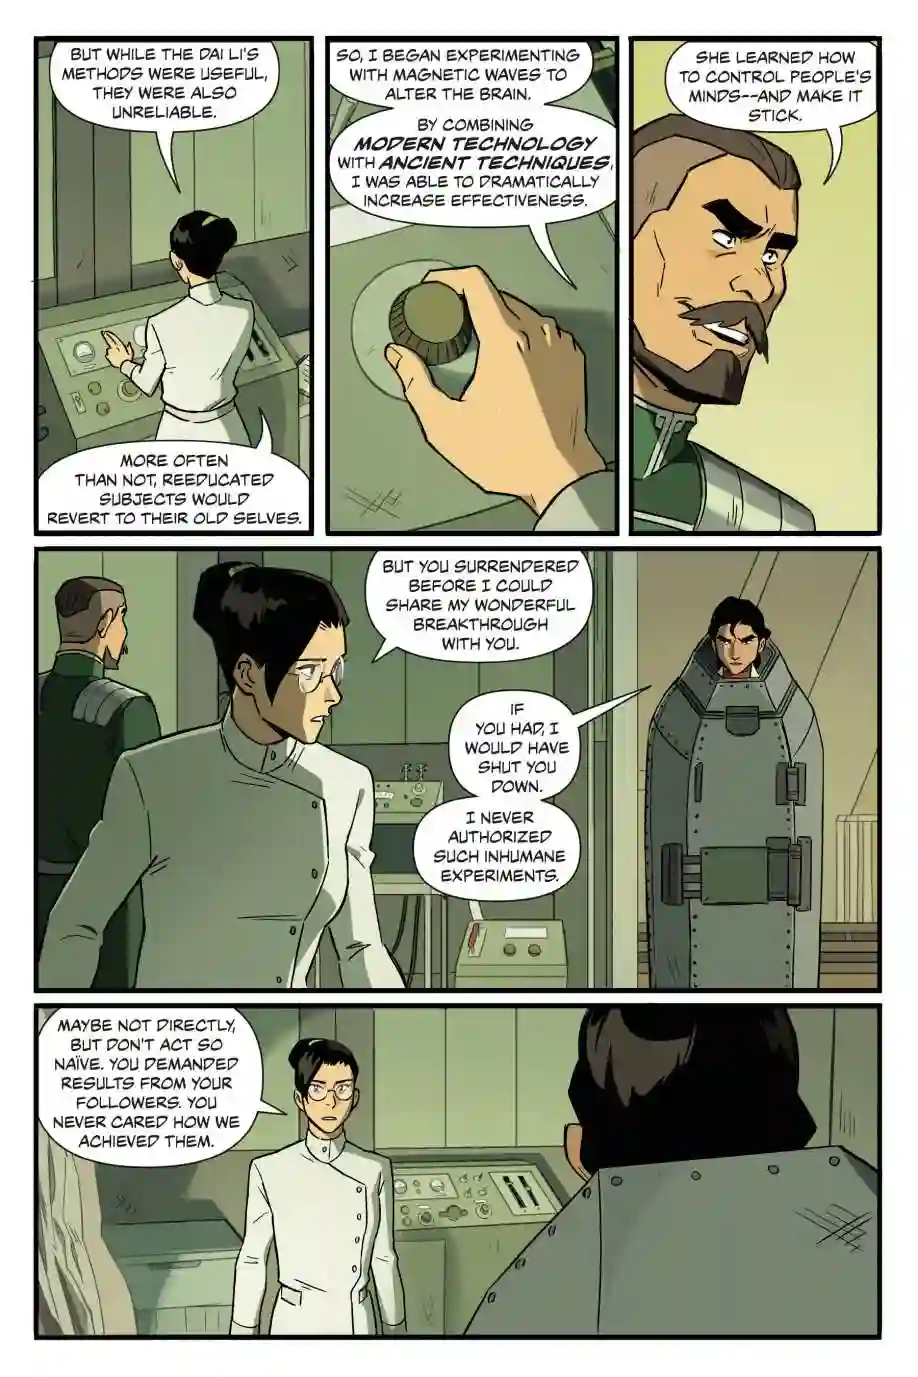 BUT WHILE THE DAI LI'S
METHODS WERE USEFUL,
THEY WERE ALSO
UNRELIABLE.
MORE OFTEN
THAN NOT, REEDUCATED
SUBJECTS WOULD
REVERT TO THEIR OLD SELVES.
SO, I BEGAN EXPERIMENTING
WITH MAGNETIC WAVES TO
ALTER THE BRAIN.
BY COMBINING
MODERN TECHNOLOGY
WITH ANCIENT TECHNIQUES,
I WAS ABLE TO DRAMATICALLY
INCREASE EFFECTIVENESS.
SHE LEARNED HOW
TO CONTROL PEOPLE'S
MINDS--AND MAKE IT
STICK.
BUT YOU SURRENDERED
BEFORE I COULD
SHARE MY WONDERFUL
BREAKTHROUGH
WITH YOU.
IF
YOU HAD, I
WOULD HAVE
SHUT YOU
DOWN.
I NEVER
AUTHORIZED
SUCH INHUMANE
EXPERIMENTS.
MAYBE NOT DIRECTLY,
BUT DON'T ACT SO
NAÏVE. YOU DEMANDED
RESULTS FROM YOUR
FOLLOWERS. YOU
NEVER CARED HOW WE
ACHIEVED THEM.